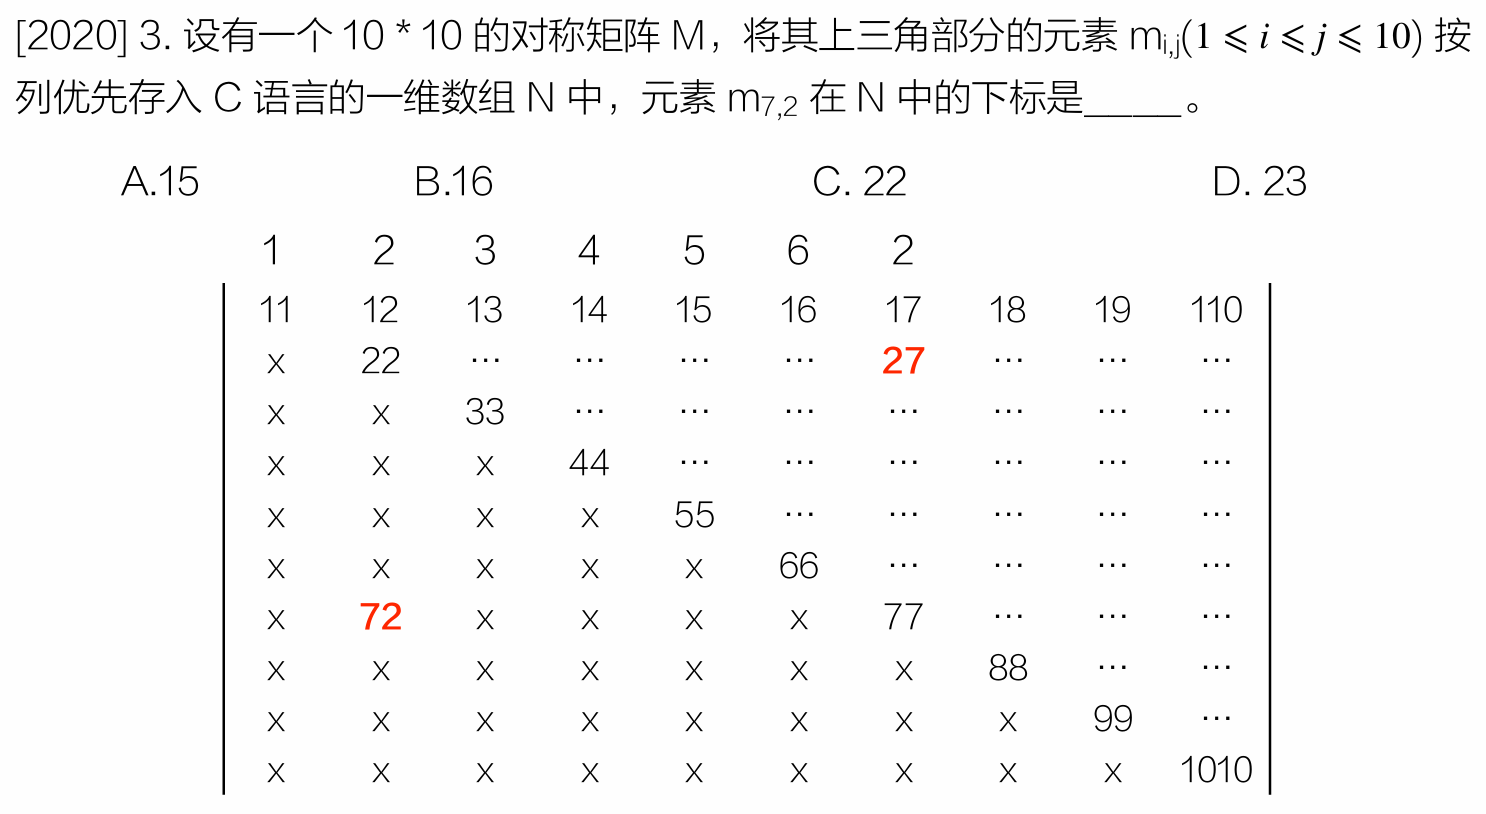 [2020] 3. 设有一个 10 * 10 的对称矩阵 M，将其上三角部分的元素 mi,j(1 ⩽ i ⩽ j ⩽ 10) 按
列优先存入 C 语言的一维数组 N 中，元素 m7,2 在 N 中的下标是____。
A.15 B.16 C. 22 D. 23
1 2 3 4 5 6 2
11 12 13 14 15 16 17 18 19 110
x 22 ··· ··· ··· ··· 27 ··· ··· ···
x x 33 ··· ··· ··· ··· ··· ··· ···
x x x 44 ··· ··· ··· ··· ··· ···
x x x x 55 ··· ··· ··· ··· ···
x x x x x 66 ··· ··· ··· ···
x 72 x x x x 77 ··· ··· ···
x x x x x x x 88 ··· ···
x x x x x x x x 99 ···
x x x x x x x x x 1010